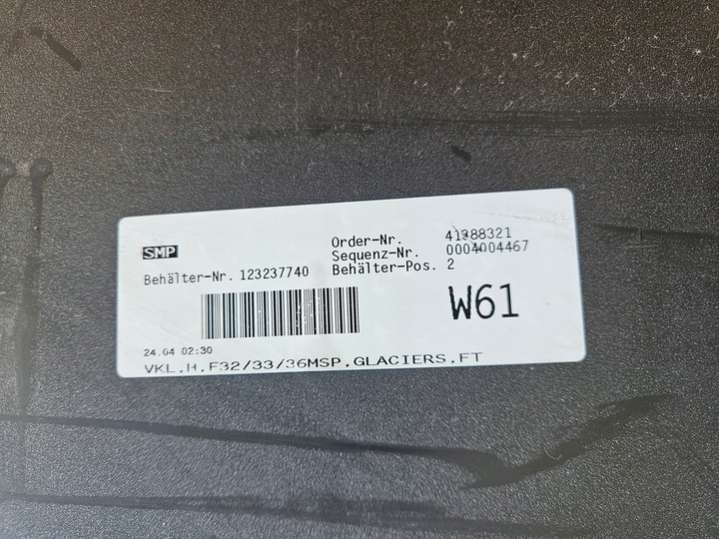 SMP
Order-Nr. 41988321
Sequenz-Nr. 0004004467
Behälter-Nr. 123237740 Behälter-Pos. 2
W61
24.04 02:30
VKL.H.F32/33/36MSP.GLACIERS.FT